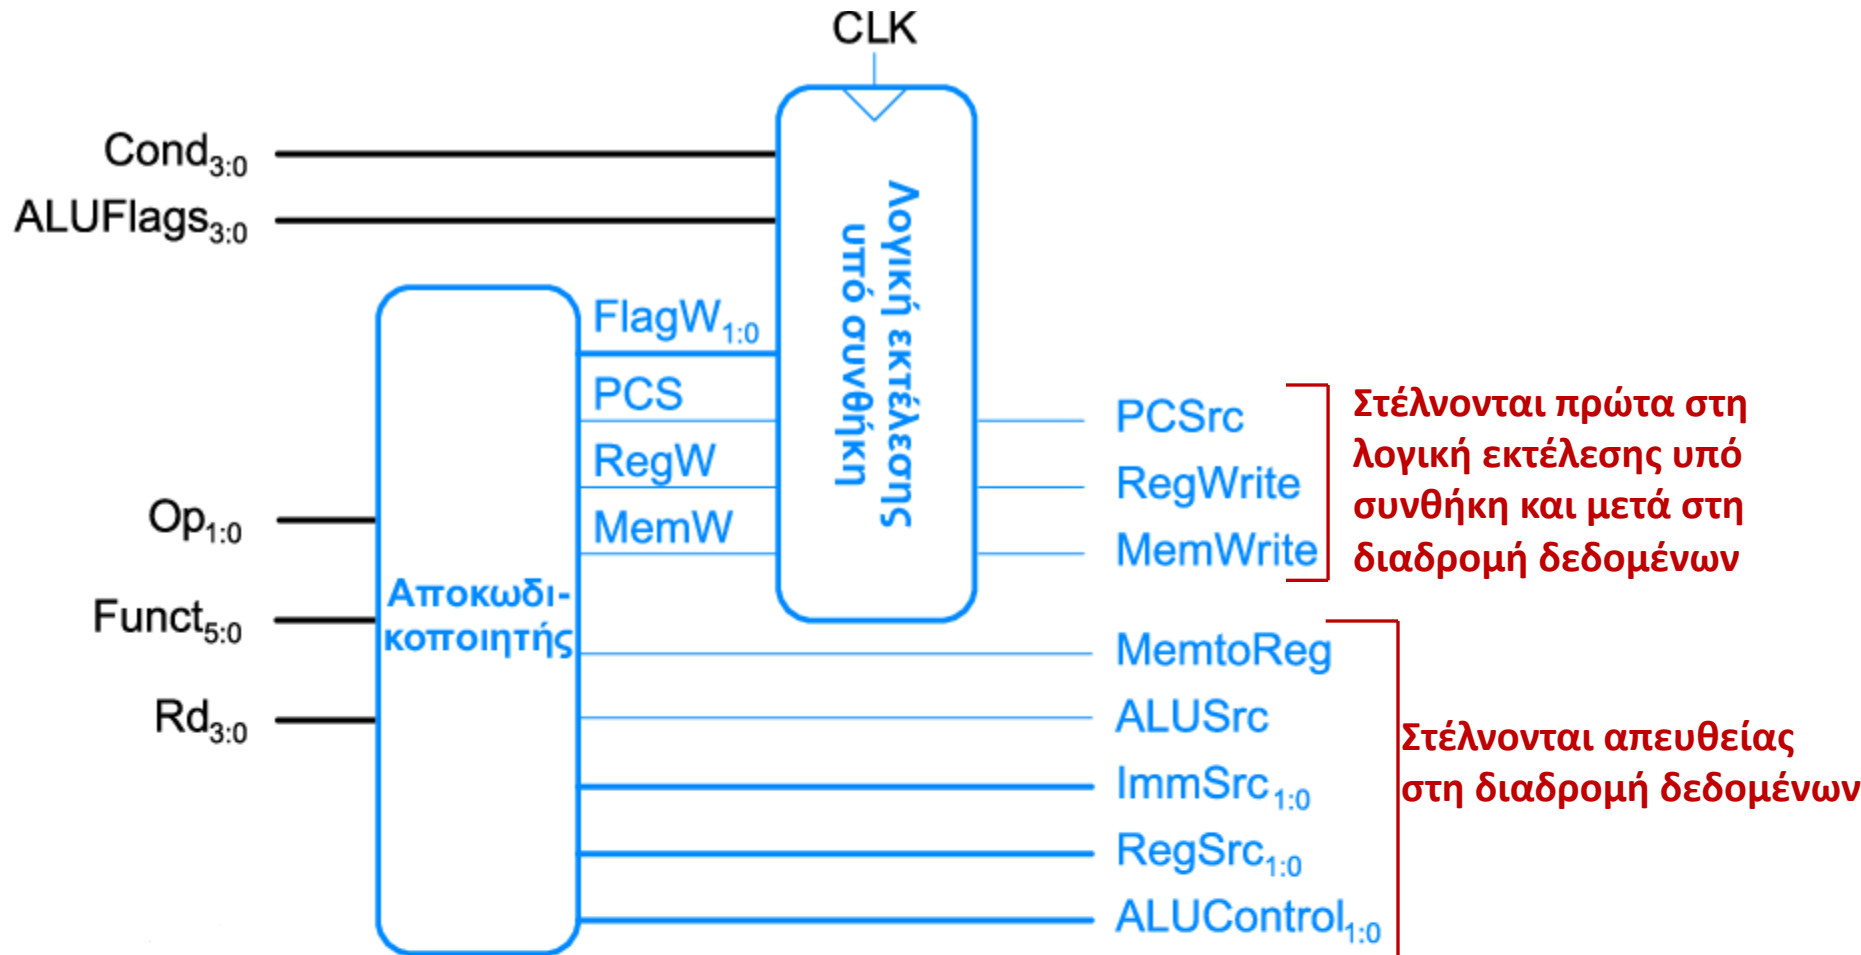 CLK
Cond3:0
ALUFlags3:0
Λογική εκτέλεσης
υπό συνθήκη
FlagW1:0
PCS
RegW
MemW
PCSrc
RegWrite
MemWrite
Στέλνονται πρώτα στη
λογική εκτέλεσης υπό
συνθήκη και μετά στη
διαδρομή δεδομένων
Op1:0
Funct5:0
Rd3:0
Αποκωδι-
κοποιητής
MemtoReg
ALUSrc
ImmSrc1:0
RegSrc1:0
ALUControl1:0
Στέλνονται απευθείας
στη διαδρομή δεδομένων